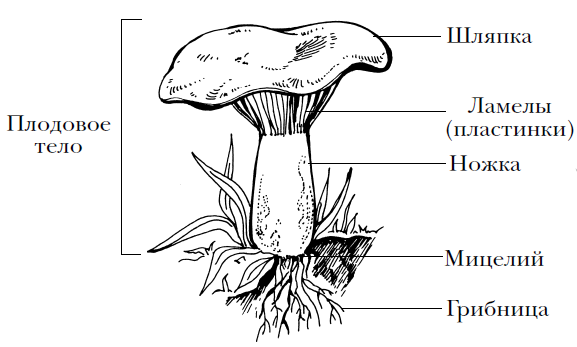 Шляпка
Ламелы
(пластинки)
Плодовое
тело
Ножка
Мицелий
Грибница